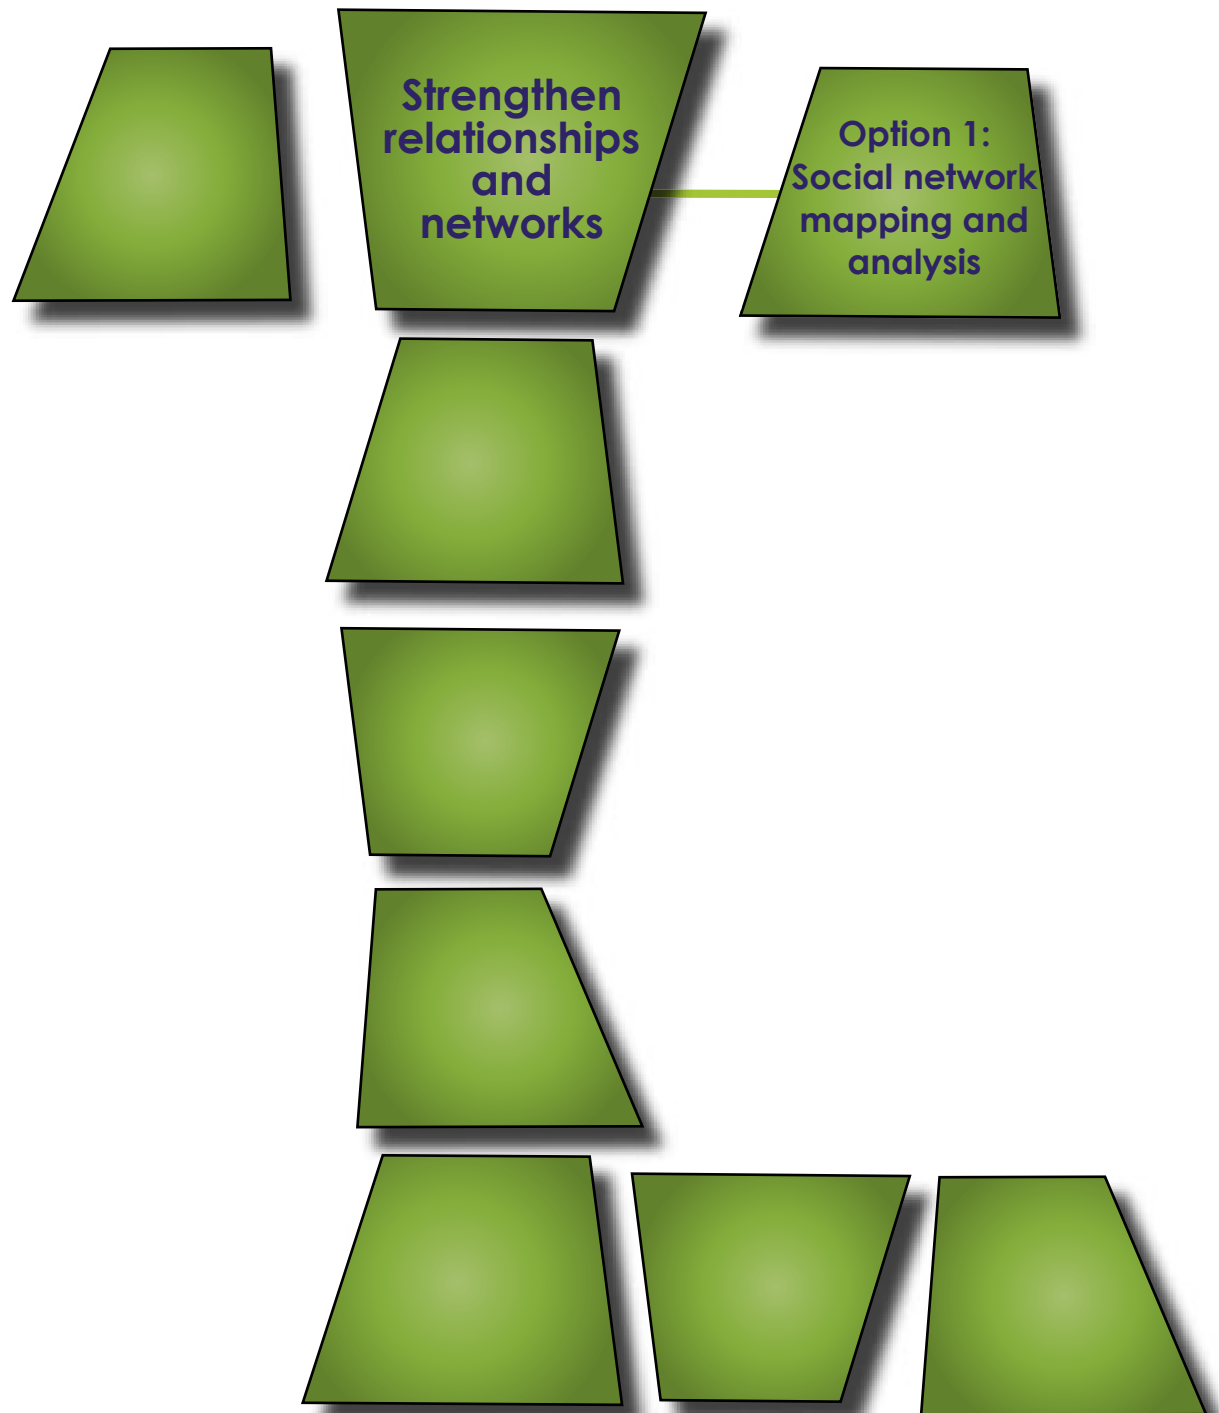 Strengthen
relationships
and
networks
Option 1:
Social network
mapping and
analysis